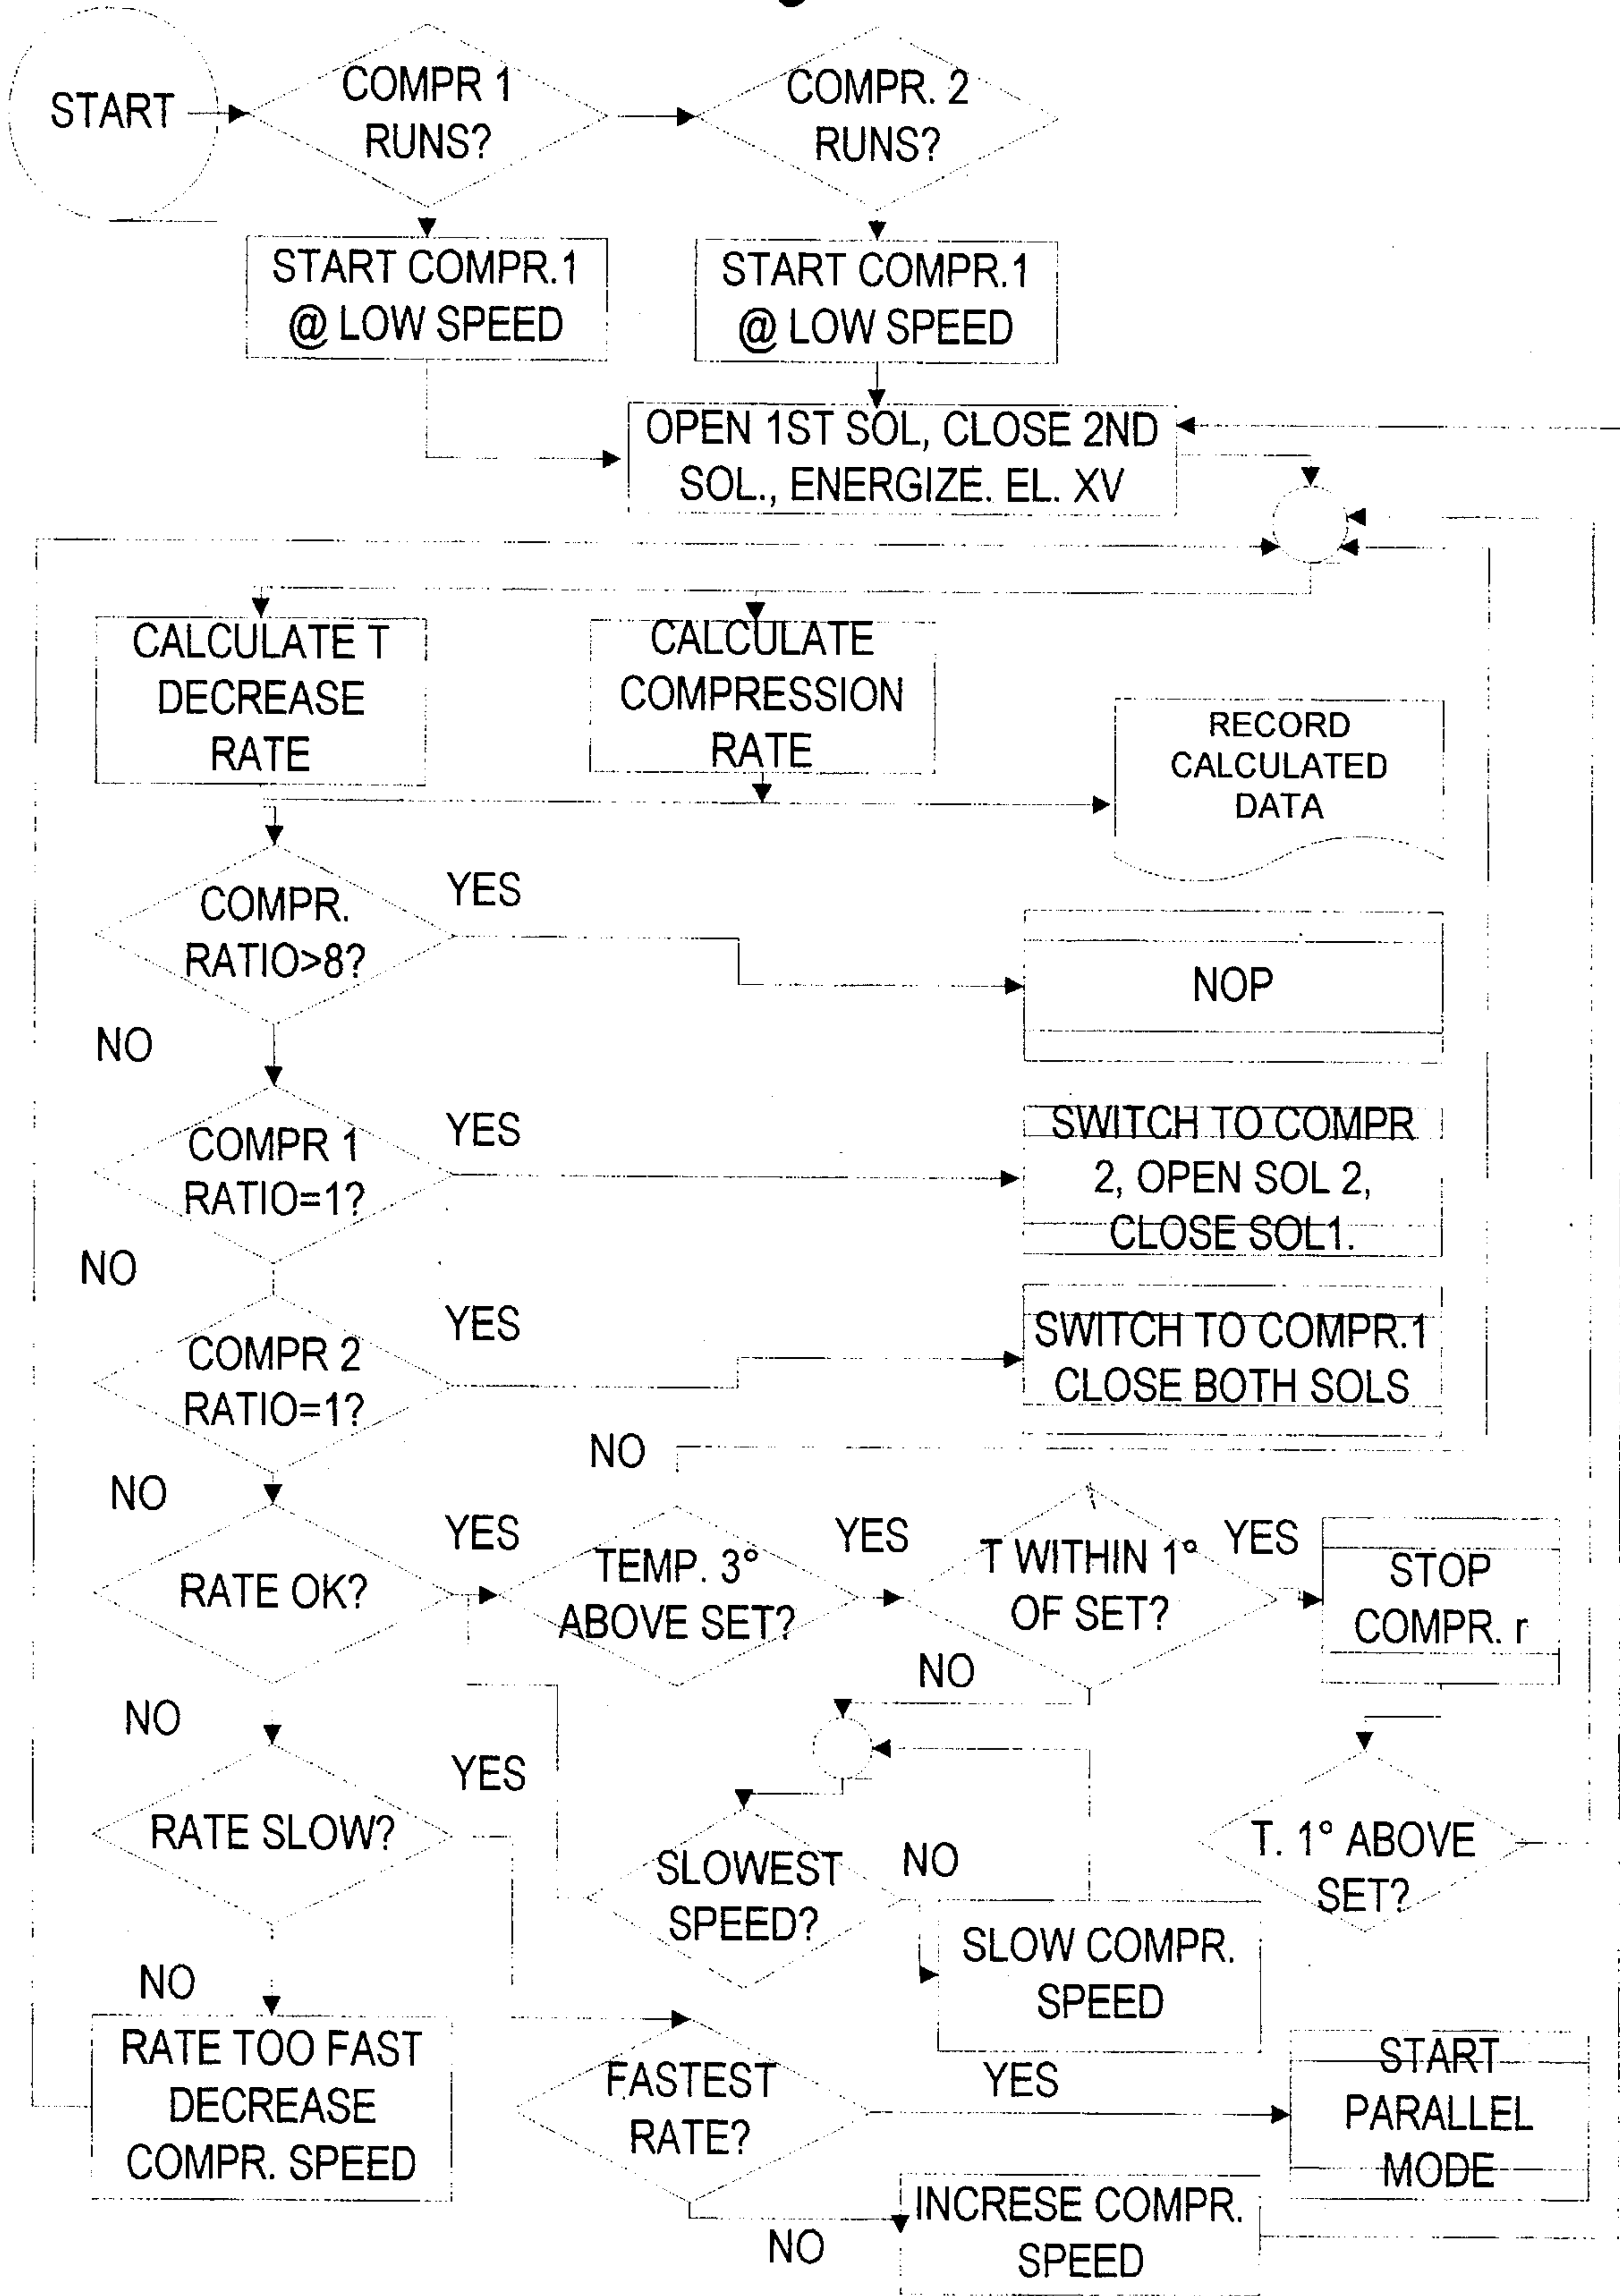 START
COMPR 1
RUNS?
COMPR. 2
RUNS?
START COMPR.1
@ LOW SPEED
START COMPR.1
@ LOW SPEED
OPEN 1ST SOL, CLOSE 2ND
SOL., ENERGIZE. EL. XV
CALCULATE T
DECREASE
RATE
CALCULATE
COMPRESSION
RATE
RECORD
CALCULATED
DATA
COMPR.
RATIO>8?
YES
NOP
NO
COMPR 1
RATIO=1?
YES
SWITCH TO COMPR
2, OPEN SOL 2,
CLOSE SOL1.
NO
COMPR 2
RATIO=1?
YES
SWITCH TO COMPR.1
CLOSE BOTH SOLS
NO
NO
RATE OK?
YES
TEMP. 3°
ABOVE SET?
YES
T WITHIN 1°
OF SET?
YES
STOP
COMPR. r
NO
NO
RATE SLOW?
YES
SLOWEST
SPEED?
NO
T. 1° ABOVE
SET?
SLOW COMPR.
SPEED
NO
RATE TOO FAST
DECREASE
COMPR. SPEED
FASTEST
RATE?
YES
START
PARALLEL
MODE
NO
INCRESE COMPR.
SPEED